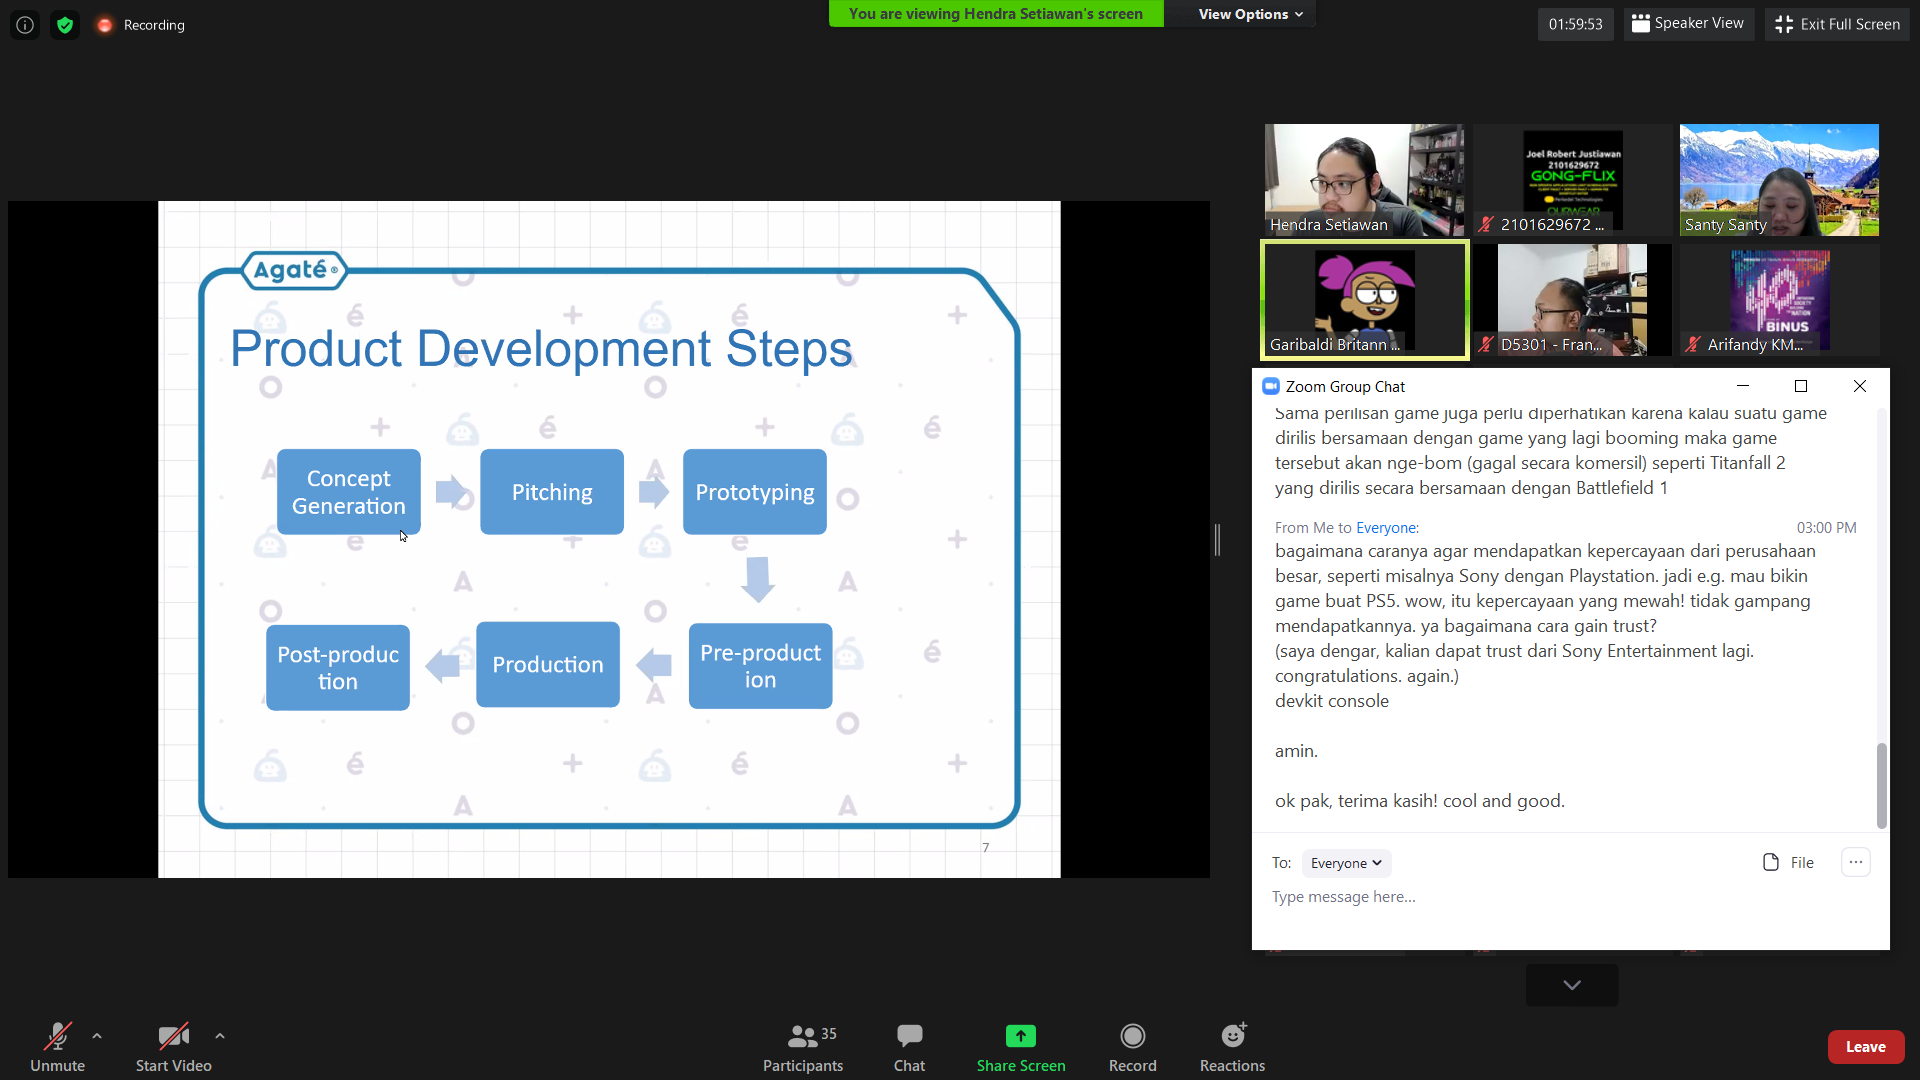 Recording
You are viewing Hendra Setiawan's screen
View Options
01:59:53
Speaker View
Exit Full Screen
Agaté®
Product Development Steps
Concept
Generation
Pitching
Prototyping
Pre-product
ion
Production
Post-produc
tion
7
Hendra Setiawan
Joel Robert Justiawan
2101629672
GONG-FLIX
2101629672 ...
Santy Santy
Garibaldi Britann ...
D5301 - Fran...
BINUS
Arifandy KM...
Zoom Group Chat
Sama perilisan game juga perlu diperhatikan karena kalau suatu game
dirilis bersamaan dengan game yang lagi booming maka game
tersebut akan nge-bom (gagal secara komersil) seperti Titanfall 2
yang dirilis secara bersamaan dengan Battlefield 1
From Me to Everyone:
03:00 PM
bagaimana caranya agar mendapatkan kepercayaan dari perusahaan
besar, seperti misalnya Sony dengan Playstation. jadi e.g. mau bikin
game buat PS5. wow, itu kepercayaan yang mewah! tidak gampang
mendapatkannya. ya bagaimana cara gain trust?
(saya dengar, kalian dapat trust dari Sony Entertainment lagi.
congratulations. again.)
devkit console
amin.
ok pak, terima kasih! cool and good.
To:
Everyone
File
Type message here...
Unmute
Start Video
35
Participants
Chat
Share Screen
Record
Reactions
Leave